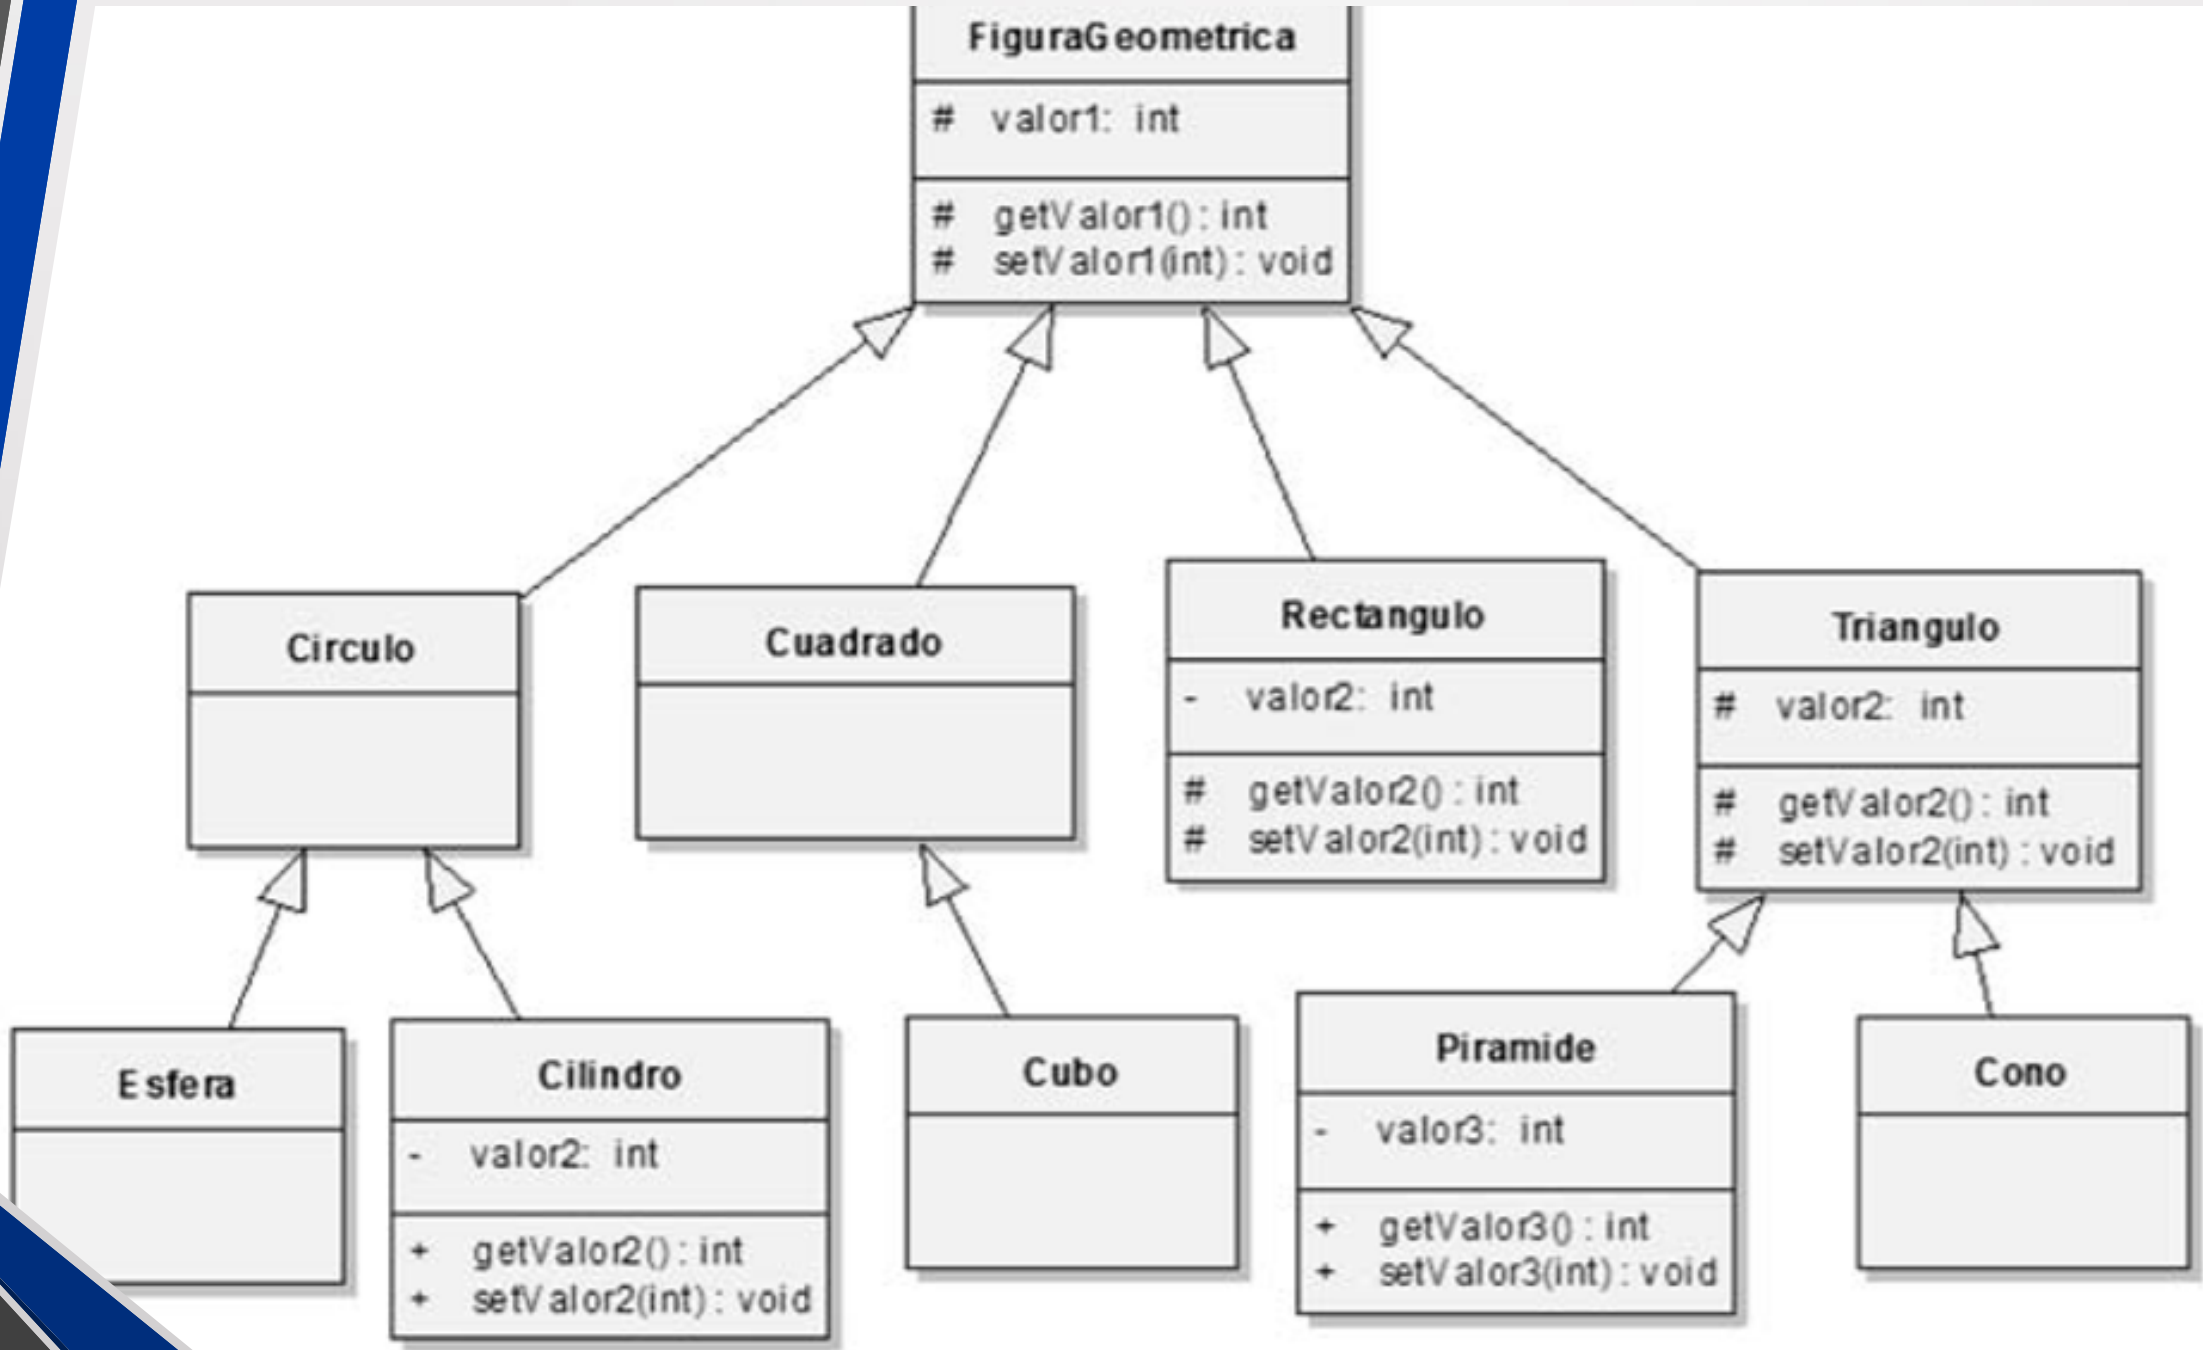 FiguraGeometrica
# valor1: int
# getValor1(): int
# setValor1(int): void
Circulo
Cuadrado
Rectangulo
- valor2: int
# getValor2(): int
# setValor2(int): void
Triangulo
# valor2: int
# getValor2(): int
# setValor2(int): void
Esfera
Cilindro
- valor2: int
+ getValor2(): int
+ setValor2(int): void
Cubo
Piramide
- valor3: int
+ getValor3(): int
+ setValor3(int): void
Cono